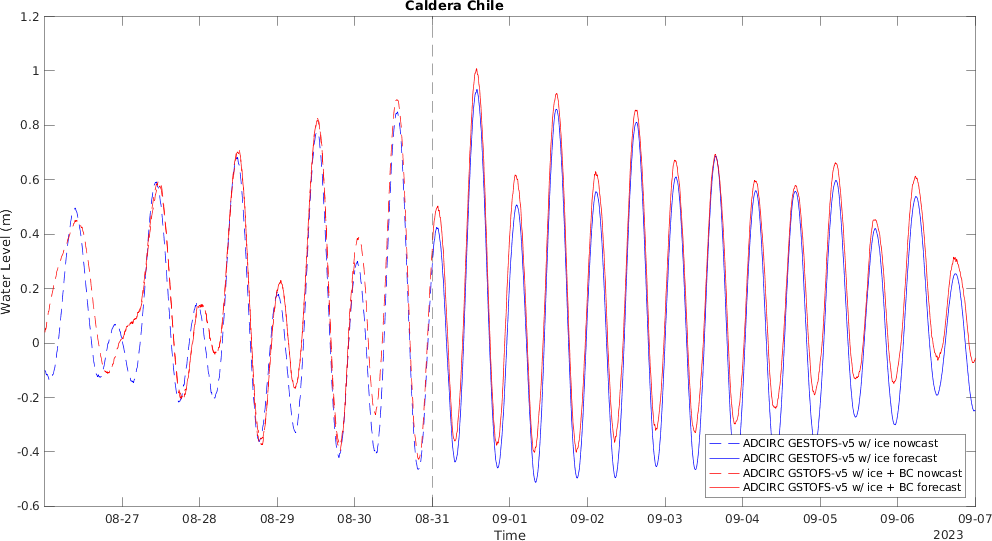 Caldera Chile
1.2
1
0.8
0.6
0.4
0.2
0
-0.2
-0.4
-0.6
Water Level (m)
ADCIRC GESTOFS-v5 w/ ice nowcast
ADCIRC GESTOFS-v5 w/ ice forecast
ADCIRC GSTOFS-v5 w/ ice + BC nowcast
ADCIRC GSTOFS-v5 w/ ice + BC forecast
08-27 08-28 08-29 08-30 08-31 09-01 09-02 09-03 09-04 09-05 09-06 09-07
Time
2023